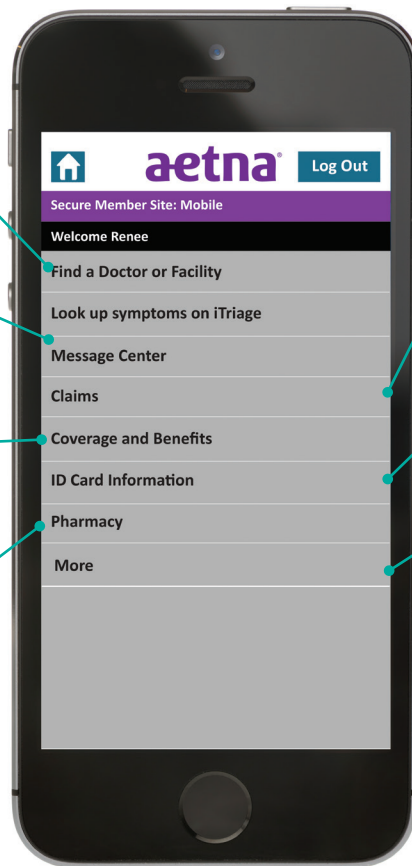 aetna®
Log Out
Secure Member Site: Mobile
Welcome Renee
Find a Doctor or Facility
Look up symptoms on iTriage
Message Center
Claims
Coverage and Benefits
ID Card Information
Pharmacy
More